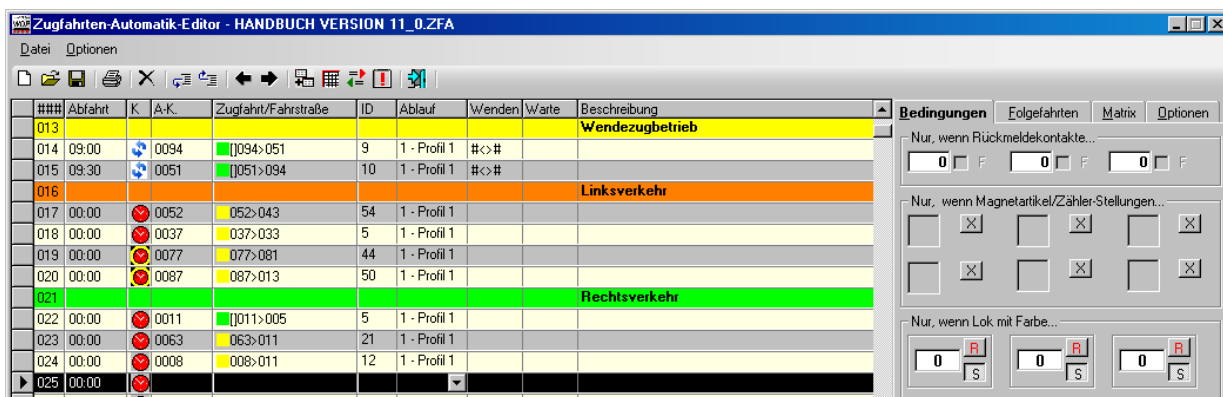 Zugfahrten-Automatik-Editor - HANDBUCH VERSION 11_0.ZFA
Datei Optionen
### Abfahrt K A-K. Zugfahrt/Fahrstraße ID Ablauf Wenden Warte Beschreibung
013 Wendezugbetrieb
014 09:00 0094 []094>051 9 1 - Profil 1 #<>#
015 09:30 0051 []051>094 10 1 - Profil 1 #<>#
016 Linksverkehr
017 00:00 0052 052>043 54 1 - Profil 1
018 00:00 0037 037>033 5 1 - Profil 1
019 00:00 0077 077>081 44 1 - Profil 1
020 00:00 0087 087>013 50 1 - Profil 1
021 Rechtsverkehr
022 00:00 0011 []011>005 5 1 - Profil 1
023 00:00 0063 063>011 21 1 - Profil 1
024 00:00 0008 008>011 12 1 - Profil 1
025 00:00
Bedingungen Folgefahrten Matrix Optionen
Nur, wenn Rückmeldekontakte...
0 F 0 F 0 F
Nur, wenn Magnetartikel/Zähler-Stellungen...
X X X
X X X
Nur, wenn Lok mit Farbe...
0 R S 0 R S 0 R S